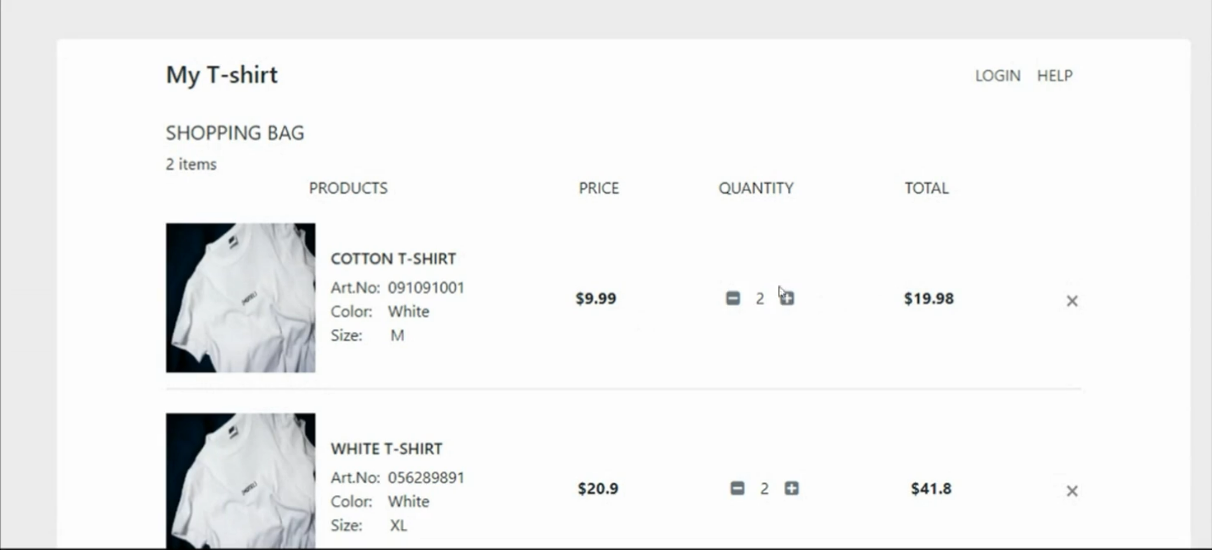 My T-shirt LOGIN HELP
SHOPPING BAG
2 items
PRODUCTS PRICE QUANTITY TOTAL
COTTON T-SHIRT
Art.No: 091091001
Color: White
Size: M
$9.99 2 $19.98
WHITE T-SHIRT
Art.No: 056289891
Color: White
Size: XL
$20.9 2 $41.8